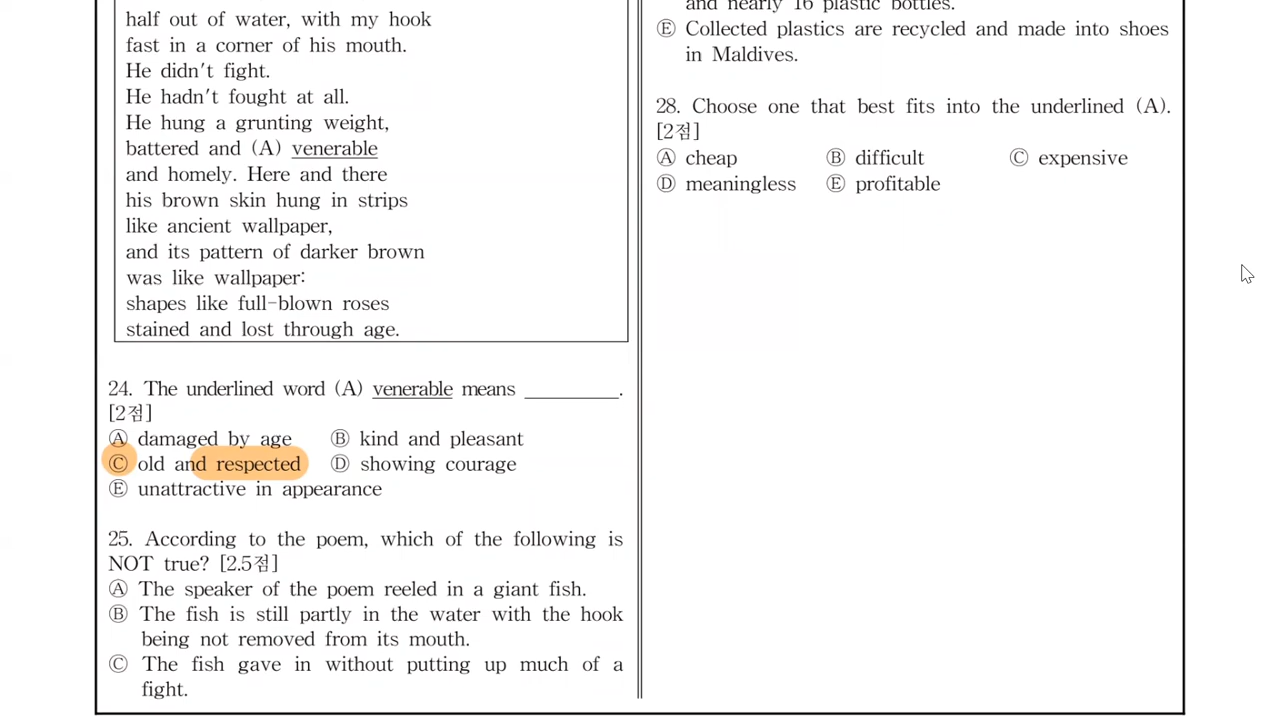 half out of water, with my hook
fast in a corner of his mouth.
He didn't fight.
He hadn't fought at all.
He hung a grunting weight,
battered and (A) venerable
and homely. Here and there
his brown skin hung in strips
like ancient wallpaper,
and its pattern of darker brown
was like wallpaper:
shapes like full-blown roses
stained and lost through age.
24. The underlined word (A) venerable means ________.
[2점]
Ⓐ damaged by age Ⓑ kind and pleasant
Ⓒ old and respected Ⓓ showing courage
Ⓔ unattractive in appearance
25. According to the poem, which of the following is
NOT true? [2.5점]
Ⓐ The speaker of the poem reeled in a giant fish.
Ⓑ The fish is still partly in the water with the hook
being not removed from its mouth.
Ⓒ The fish gave in without putting up much of a
fight.
and nearly 16 plastic bottles.
Ⓔ Collected plastics are recycled and made into shoes
in Maldives.
28. Choose one that best fits into the underlined (A).
[2점]
Ⓐ cheap Ⓑ difficult Ⓒ expensive
Ⓓ meaningless Ⓔ profitable